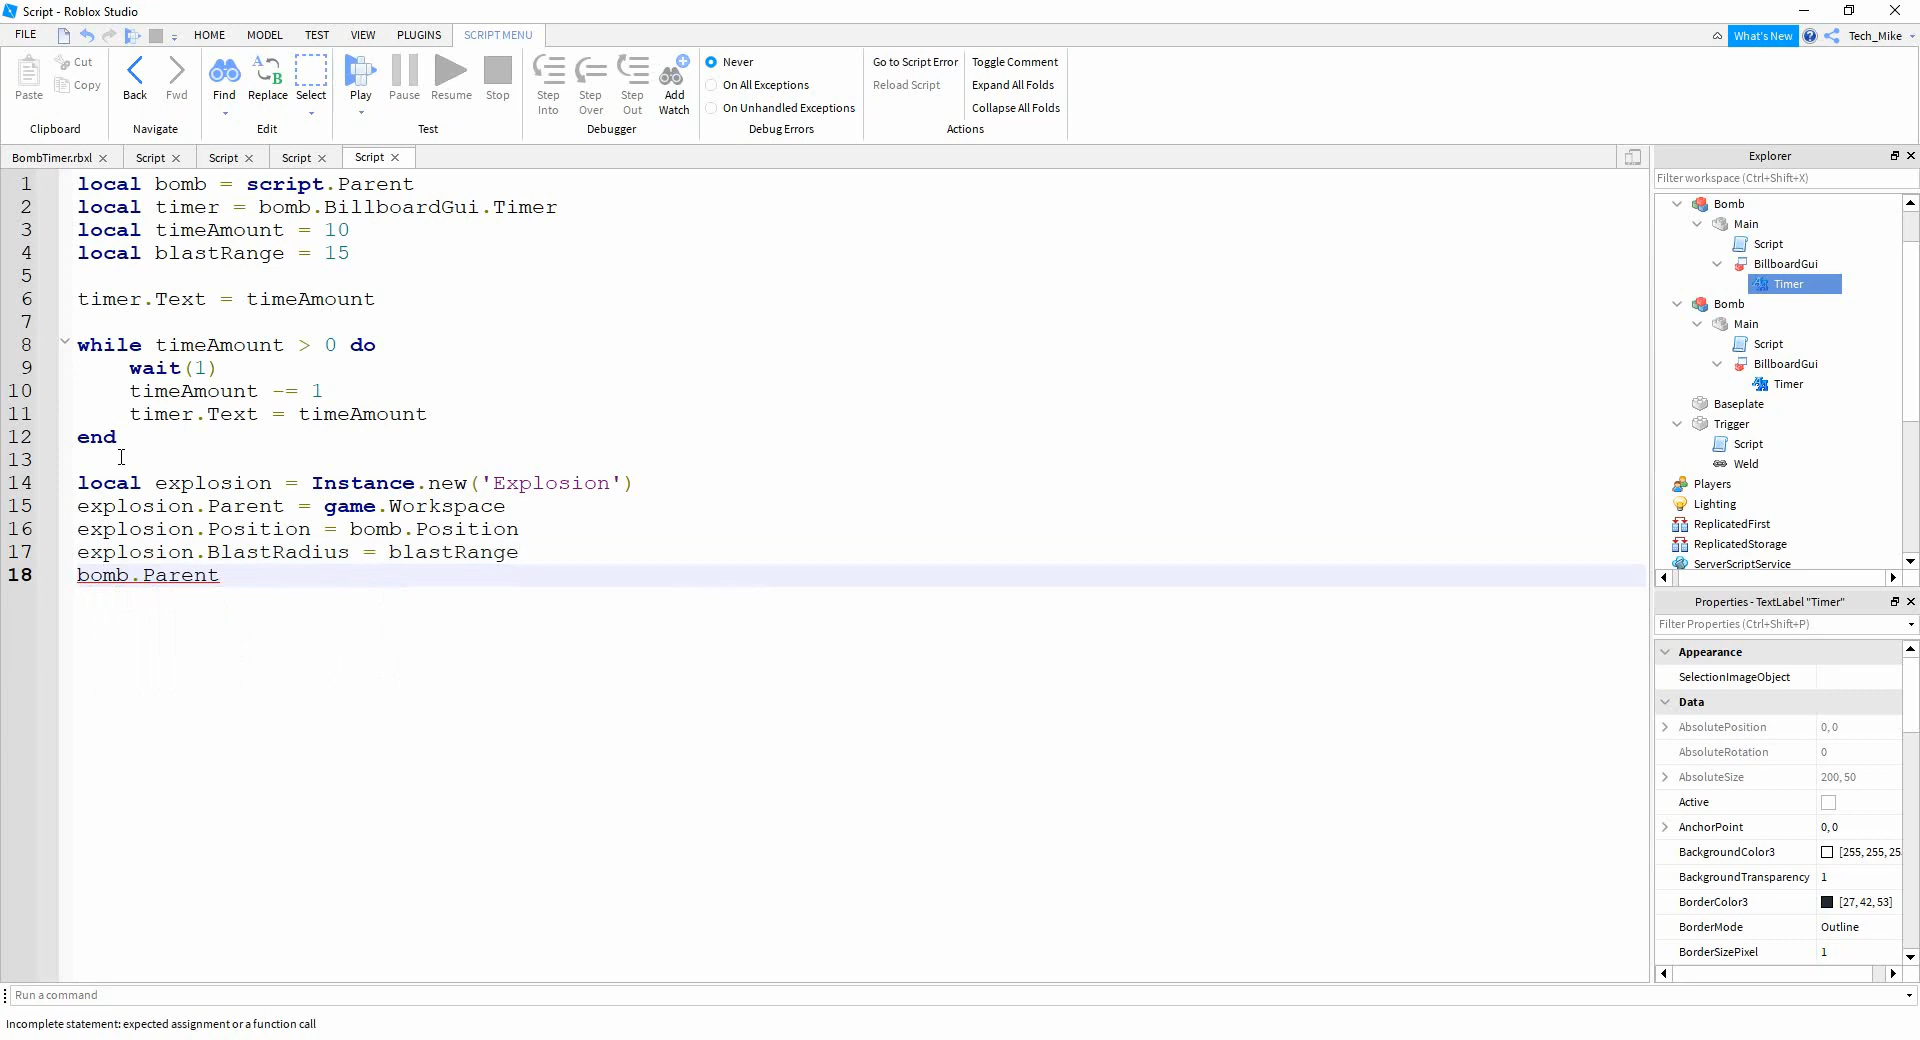 Script - Roblox Studio
FILE HOME MODEL TEST VIEW PLUGINS SCRIPT MENU What's New Tech_Mike
Paste Cut Copy
Clipboard
Back Fwd
Navigate
Find Replace Select
Edit
Play Pause Resume Stop
Test
Step Into Step Over Step Out Add Watch
Debugger
Never
On All Exceptions
On Unhandled Exceptions
Debug Errors
Go to Script Error Toggle Comment
Reload Script Expand All Folds
Collapse All Folds
Actions
BombTimer.rbxl Script Script Script Script
1 local bomb = script.Parent
2 local timer = bomb.BillboardGui.Timer
3 local timeAmount = 10
4 local blastRange = 15
5
6 timer.Text = timeAmount
7
8 while timeAmount > 0 do
9 wait(1)
10 timeAmount -= 1
11 timer.Text = timeAmount
12 end
13
14 local explosion = Instance.new('Explosion')
15 explosion.Parent = game.Workspace
16 explosion.Position = bomb.Position
17 explosion.BlastRadius = blastRange
18 bomb.Parent
Explorer
Filter workspace (Ctrl+Shift+X)
Bomb
Main
Script
BillboardGui
Timer
Bomb
Main
Script
BillboardGui
Timer
Baseplate
Trigger
Script
Weld
Players
Lighting
ReplicatedFirst
ReplicatedStorage
ServerScriptService
Properties - TextLabel "Timer"
Filter Properties (Ctrl+Shift+P)
Appearance
SelectionImageObject
Data
AbsolutePosition 0, 0
AbsoluteRotation 0
AbsoluteSize 200, 50
Active
AnchorPoint 0, 0
BackgroundColor3 [255, 255, 25
BackgroundTransparency 1
BorderColor3 [27, 42, 53]
BorderMode Outline
BorderSizePixel 1
Run a command
Incomplete statement: expected assignment or a function call